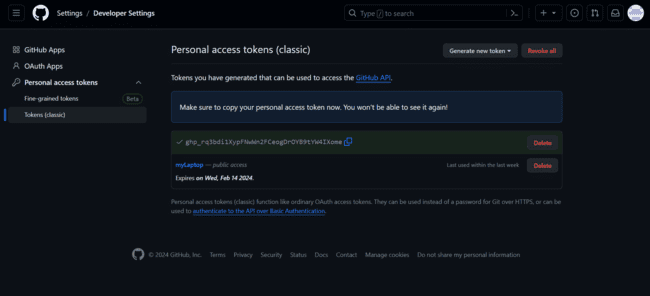 Settings / Developer Settings
Type / to search
GitHub Apps
OAuth Apps
Personal access tokens
Fine-grained tokens Beta
Tokens (classic)
Personal access tokens (classic)
Generate new token
Revoke all
Tokens you have generated that can be used to access the GitHub API.
Make sure to copy your personal access token now. You won't be able to see it again!
Delete
myLaptop — public access
Last used within the last week
Delete
Expires on Wed, Feb 14 2024.
Personal access tokens (classic) function like ordinary OAuth access tokens. They can be used instead of a password for Git over HTTPS, or can be
used to authenticate to the API over Basic Authentication.
© 2024 GitHub, Inc. Terms Privacy Security Status Docs Contact Manage cookies Do not share my personal information